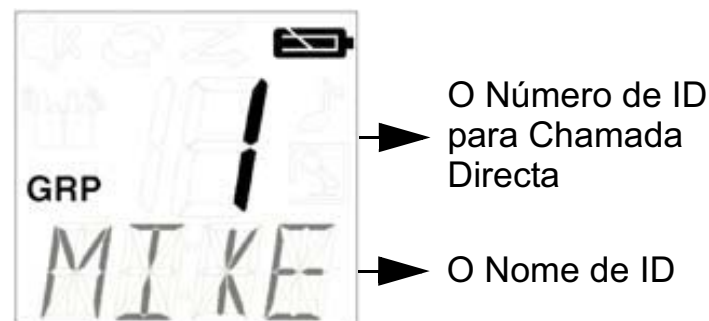 1
O Número de ID
para Chamada
Directa
GRP
MIKE
O Nome de ID